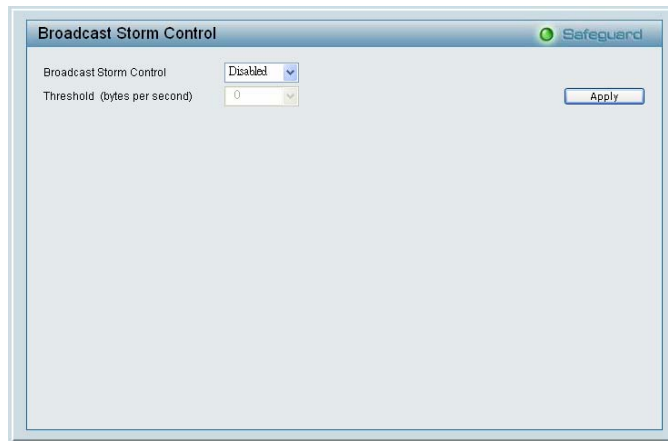 Broadcast Storm Control
Safeguard
Broadcast Storm Control Disabled
Threshold (bytes per second) 0
Apply